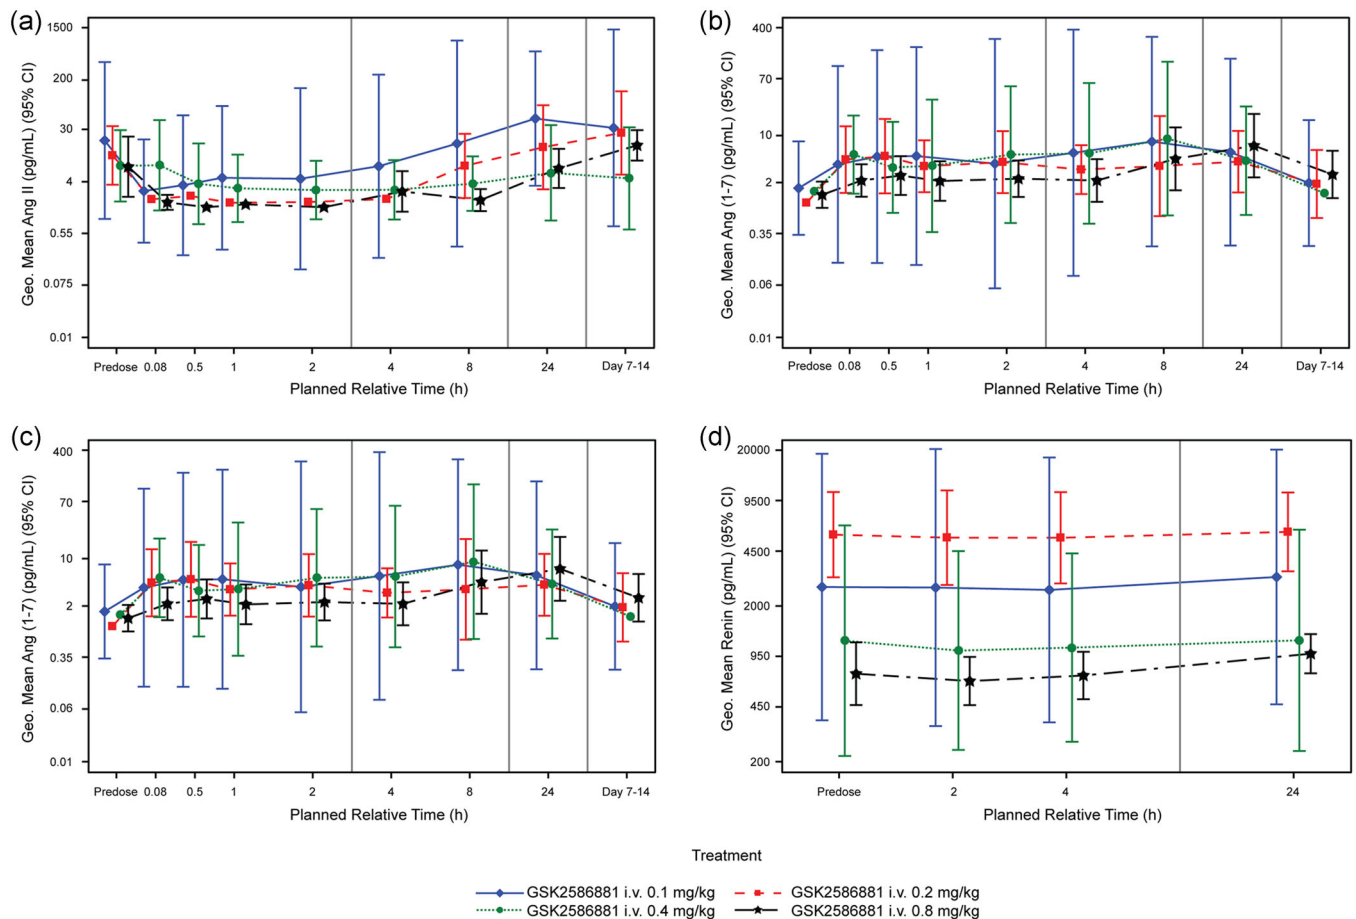 (a)
Geo. Mean Ang II (pg/mL) (95% CI)
1500
200
30
4
0.55
0.075
0.01
Predose 0.08 0.5 1 2 4 8 24 Day 7-14
Planned Relative Time (h)
(b)
Geo. Mean Ang (1-7) (pg/mL) (95% CI)
400
70
10
2
0.35
0.06
0.01
Predose 0.08 0.5 1 2 4 8 24 Day 7-14
Planned Relative Time (h)
(c)
Geo. Mean Ang (1-7) (pg/mL) (95% CI)
400
70
10
2
0.35
0.06
0.01
Predose 0.08 0.5 1 2 4 8 24 Day 7-14
Planned Relative Time (h)
(d)
Geo. Mean Renin (pg/mL) (95% CI)
20000
9500
4500
2000
950
450
200
Predose 2 4 24
Planned Relative Time (h)
Treatment
GSK2586881 i.v. 0.1 mg/kg GSK2586881 i.v. 0.2 mg/kg
GSK2586881 i.v. 0.4 mg/kg GSK2586881 i.v. 0.8 mg/kg